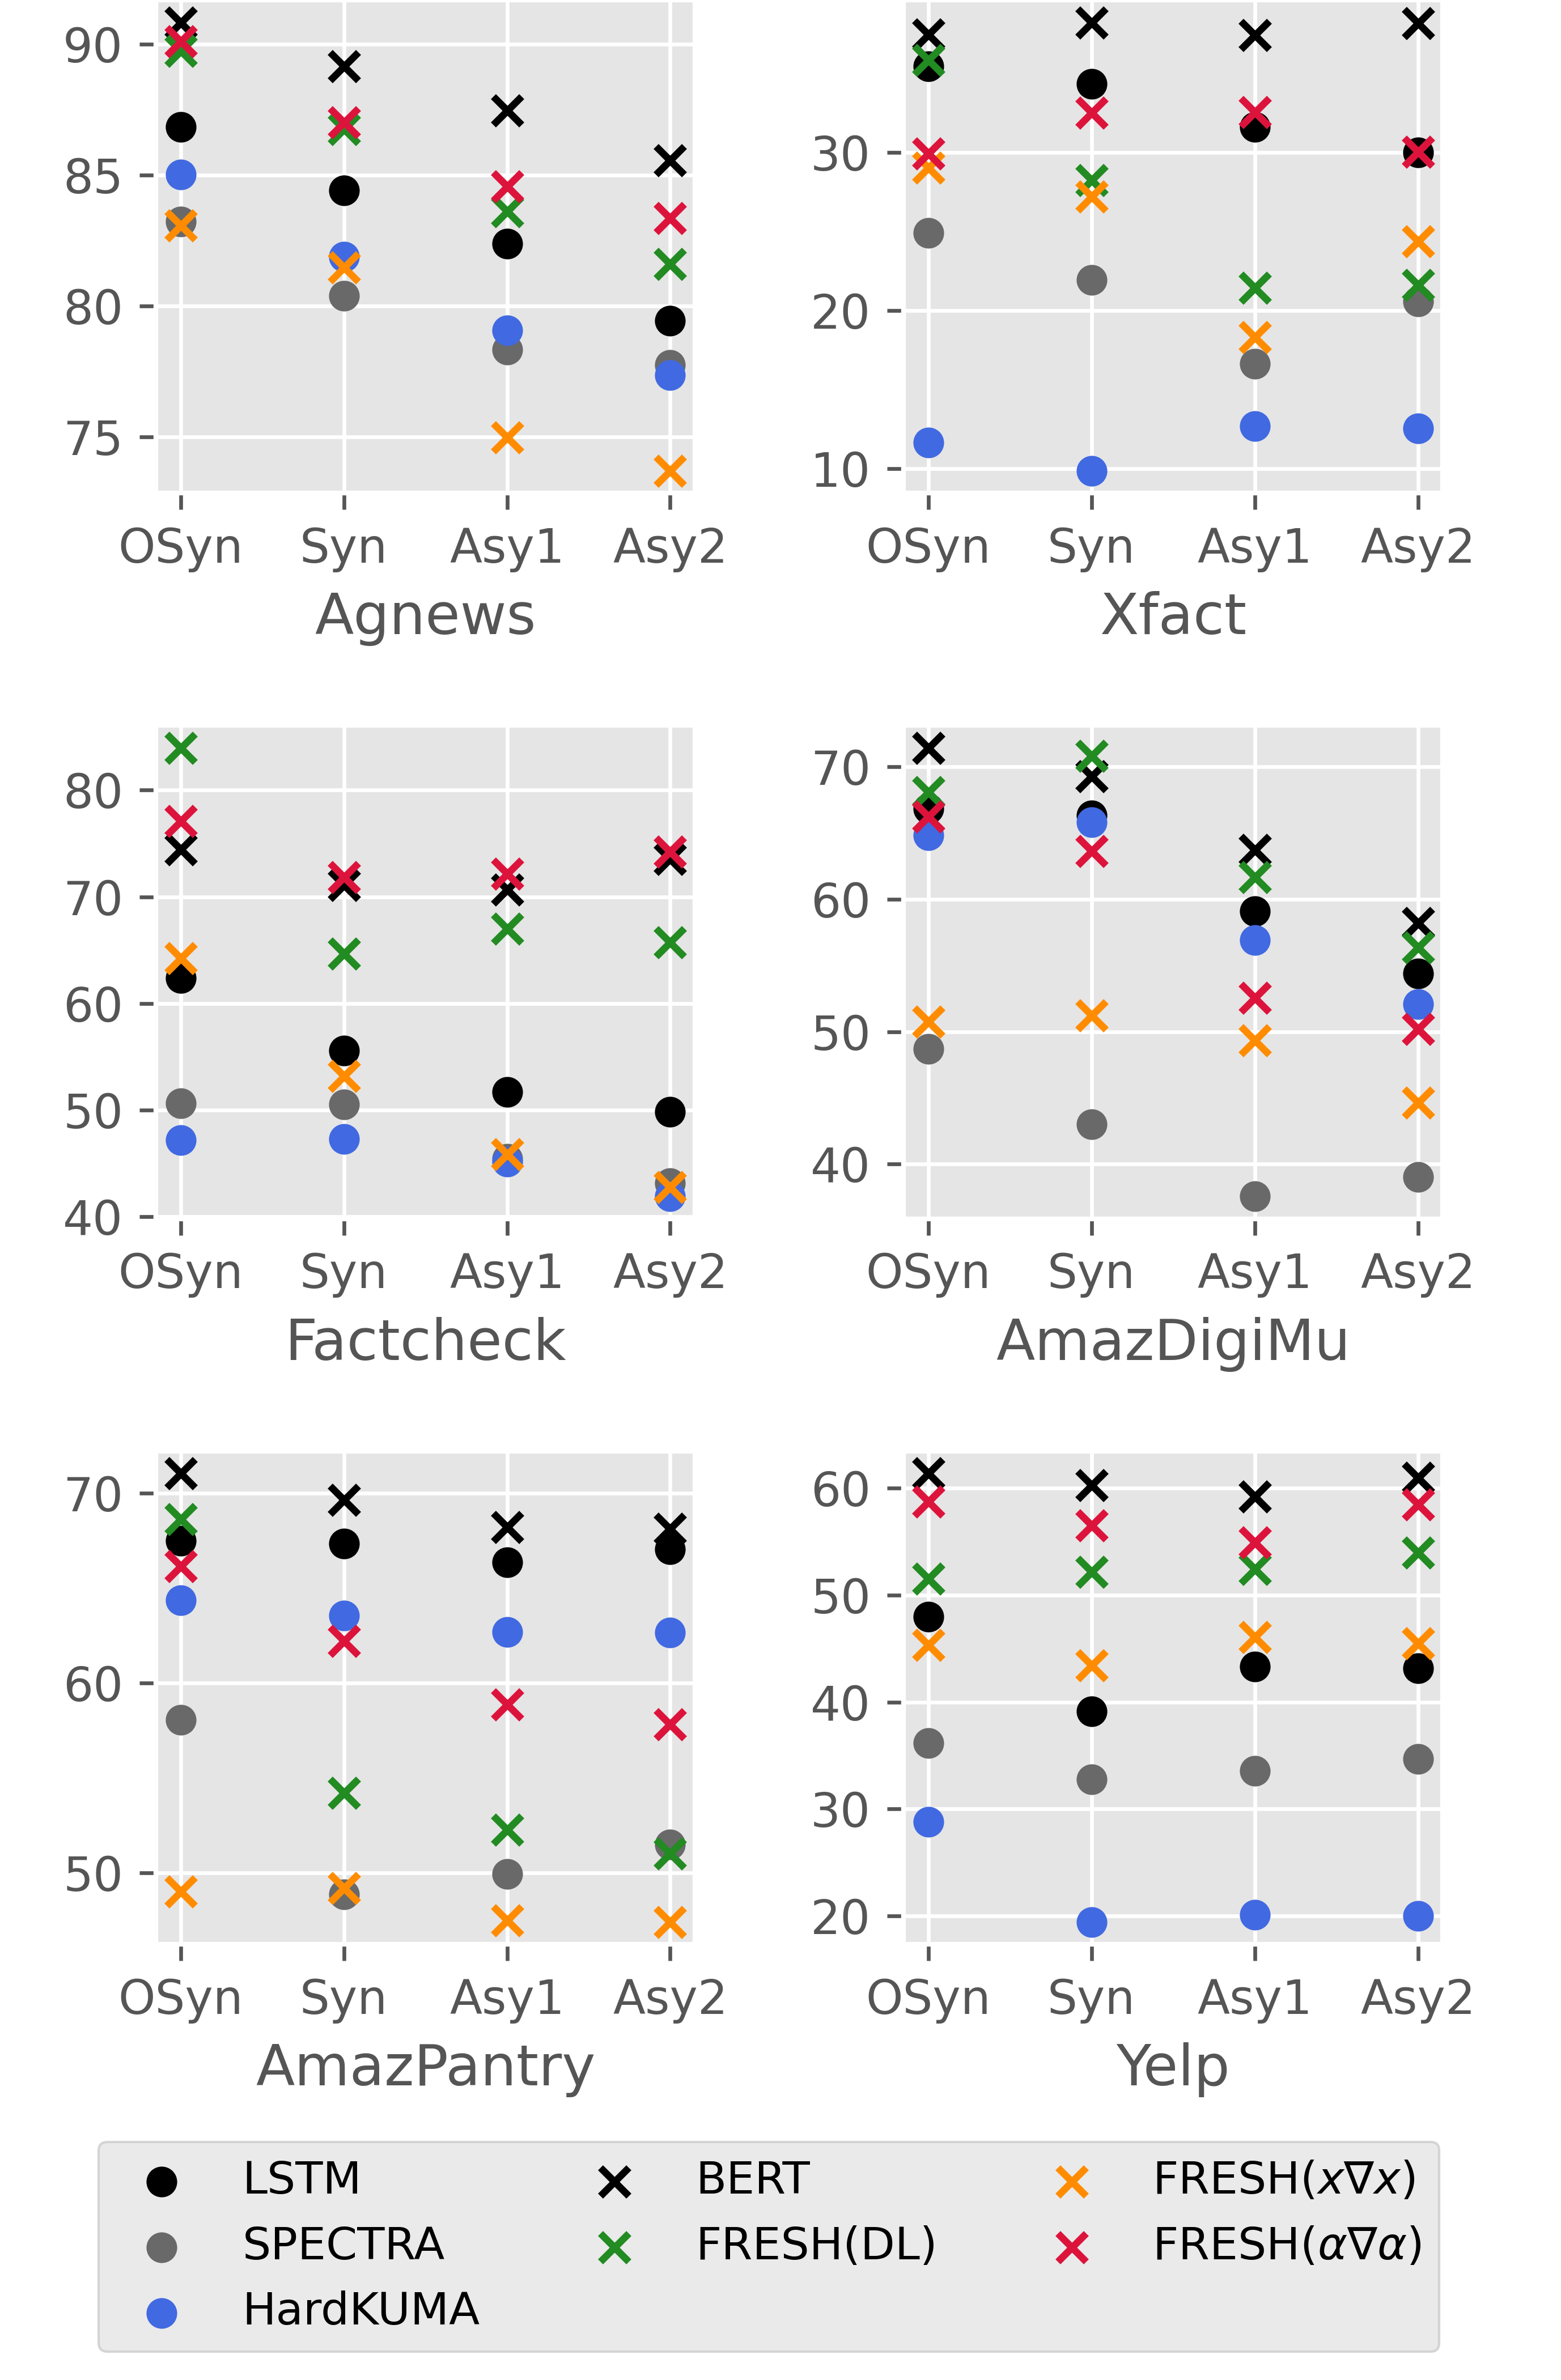 90
85
80
75
OSyn Syn Asy1 Asy2
Agnews
30
20
10
OSyn Syn Asy1 Asy2
Xfact
80
70
60
50
40
OSyn Syn Asy1 Asy2
Factcheck
70
60
50
40
OSyn Syn Asy1 Asy2
AmazDigiMu
70
60
50
OSyn Syn Asy1 Asy2
AmazPantry
60
50
40
30
20
OSyn Syn Asy1 Asy2
Yelp
LSTM
SPECTRA
HardKUMA
BERT
FRESH(DL)
FRESH(x∇x)
FRESH(α∇α)